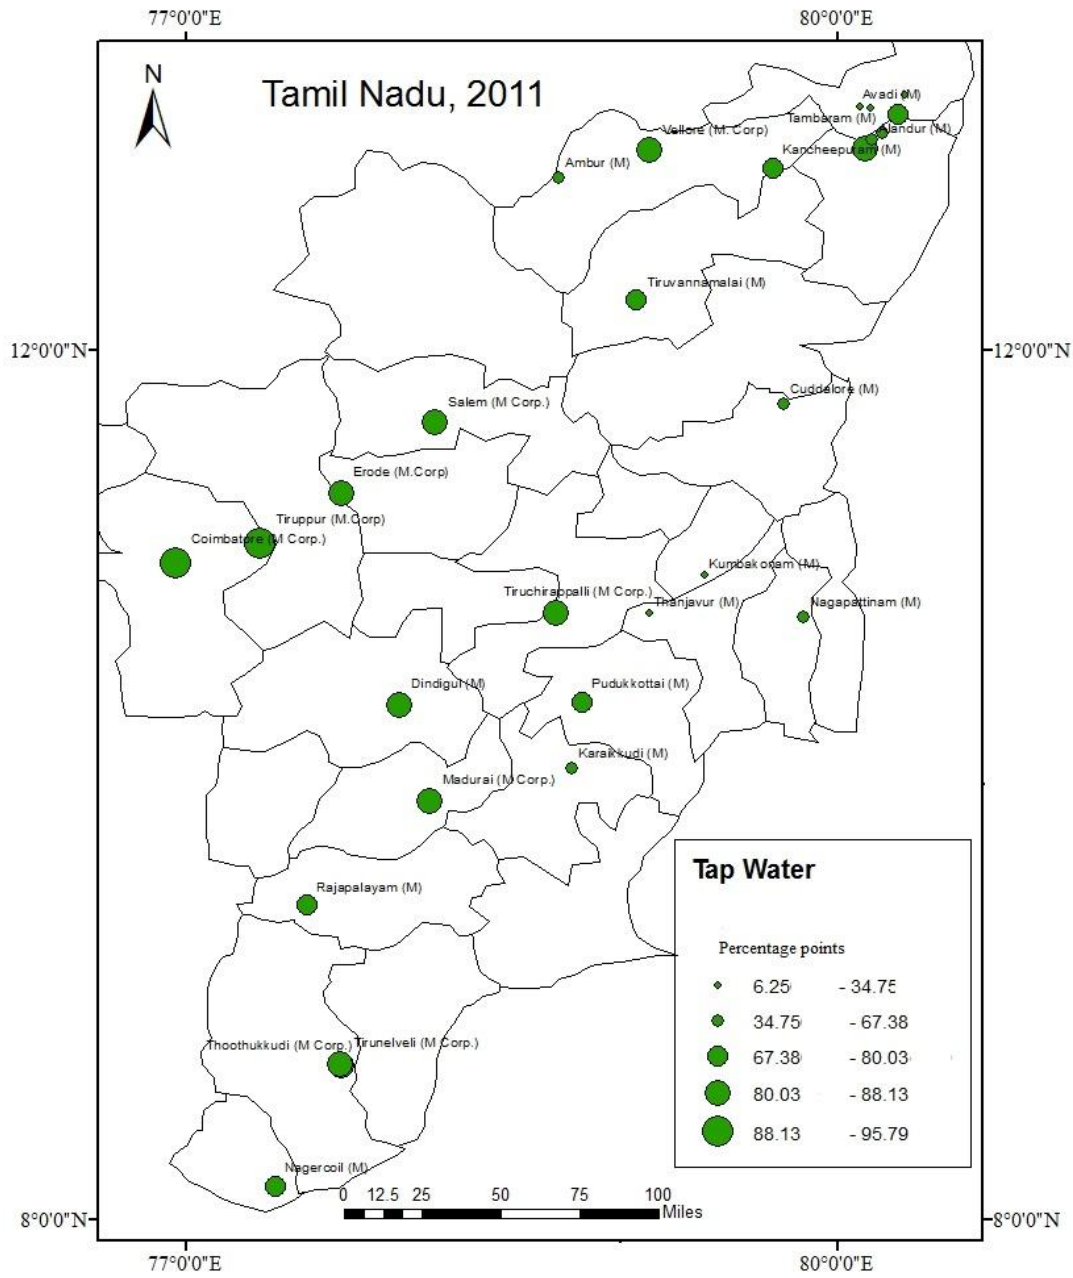 77°0'0"E 80°0'0"E
N
Tamil Nadu, 2011
Avadi (M)
Tambaram (M)
Alandur (M)
Vellore (M. Corp)
Kancheepuram (M)
Ambur (M)
Tiruvannamalai (M)
12°0'0"N 12°0'0"N
Cuddalore (M)
Salem (M Corp.)
Erode (M.Corp)
Tiruppur (M.Corp)
Coimbatore (M Corp.)
Kumbakonam (M)
Tiruchirappalli (M Corp.)
Thanjavur (M)
Nagapattinam (M)
Dindigul (M)
Pudukkottai (M)
Karaikkudi (M)
Madurai (M Corp.)
Rajapalayam (M)
Tap Water
Percentage points
6.25 - 34.75
34.75 - 67.38
67.38 - 80.03
80.03 - 88.13
88.13 - 95.79
Thoothukkudi (M Corp.) Tirunelveli (M Corp.)
Nagercoil (M)
0 12.5 25 50 75 100
Miles
8°0'0"N 8°0'0"N
77°0'0"E 80°0'0"E